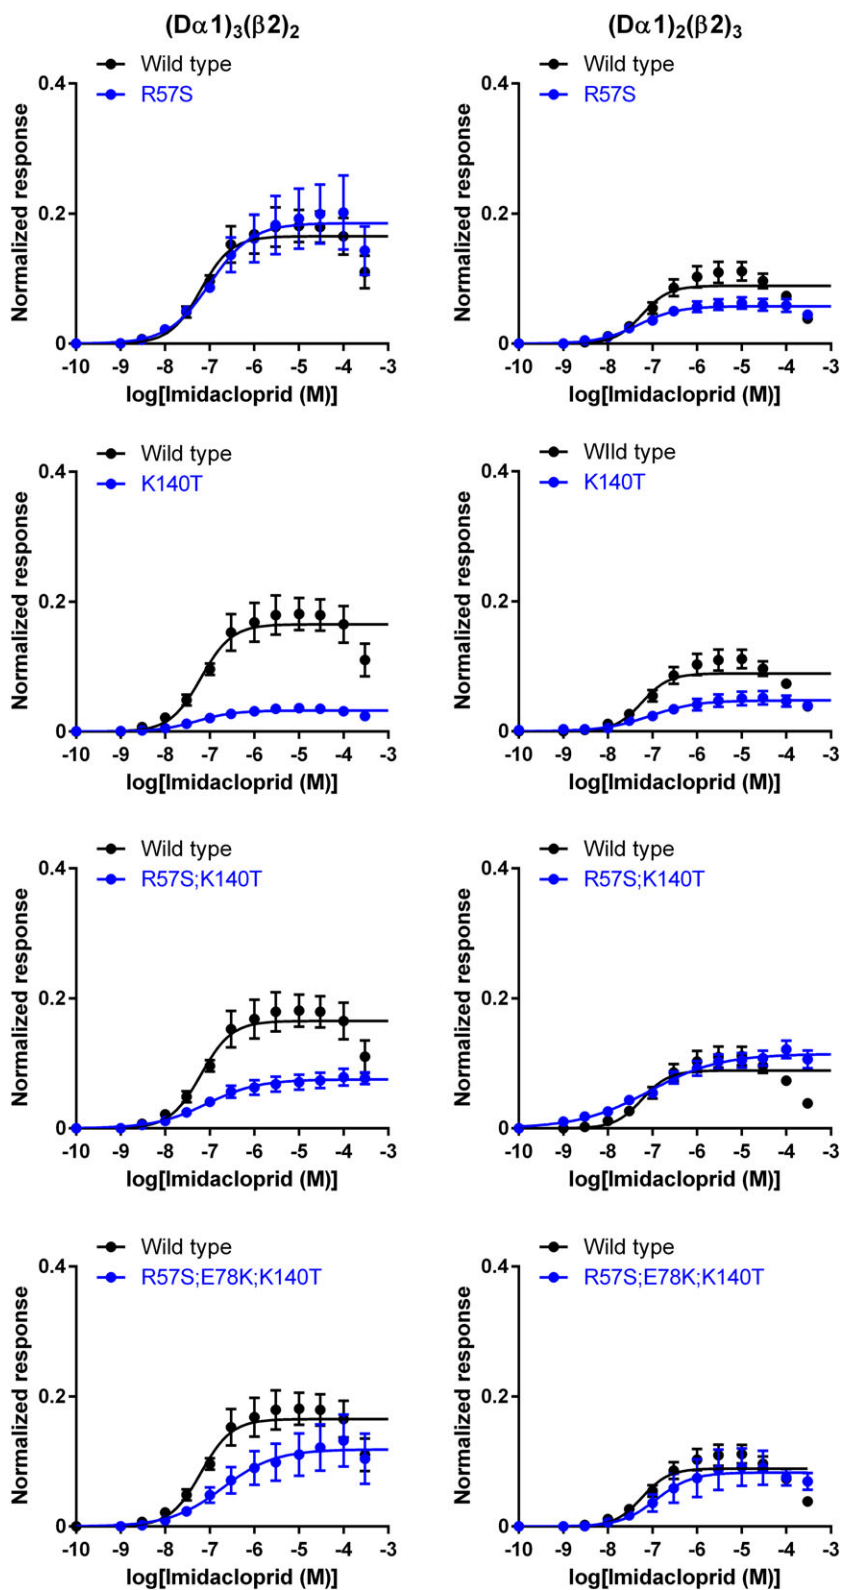 (Dα1)₃(β2)₂
(Dα1)₂(β2)₃
Wild type
R57S
Normalized response
0.4
0.2
0
-10 -9 -8 -7 -6 -5 -4 -3
log[Imidacloprid (M)]
Wild type
R57S
Normalized response
0.4
0.2
0
-10 -9 -8 -7 -6 -5 -4 -3
log[Imidacloprid (M)]
Wild type
K140T
Normalized response
0.4
0.2
0
-10 -9 -8 -7 -6 -5 -4 -3
log[Imidacloprid (M)]
WIld type
K140T
Normalized response
0.4
0.2
0
-10 -9 -8 -7 -6 -5 -4 -3
log[Imidacloprid (M)]
Wild type
R57S;K140T
Normalized response
0.4
0.2
0
-10 -9 -8 -7 -6 -5 -4 -3
log[Imidacloprid (M)]
Wild type
R57S;K140T
Normalized response
0.4
0.2
0
-10 -9 -8 -7 -6 -5 -4 -3
log[Imidacloprid (M)]
Wild type
R57S;E78K;K140T
Normalized response
0.4
0.2
0
-10 -9 -8 -7 -6 -5 -4 -3
log[Imidacloprid (M)]
Wild type
R57S;E78K;K140T
Normalized response
0.4
0.2
0
-10 -9 -8 -7 -6 -5 -4 -3
log[Imidacloprid (M)]